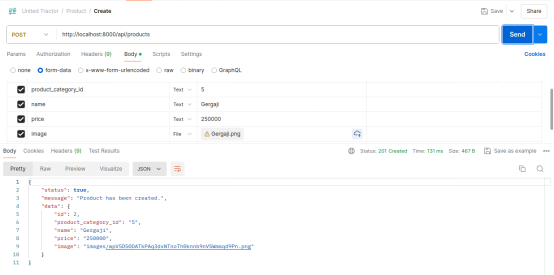 United Tractor / Product / Create
Save
Share
POST
http://localhost:8000/api/products
Send
Params Authorization Headers (9) Body Scripts Settings
Cookies
none form-data x-www-form-urlencoded raw binary GraphQL
product_category_id Text 5
name Text Gergaji
price Text 250000
image File Gergaji.png
Body Cookies Headers (9) Test Results
Status: 201 Created Time: 131 ms Size: 467 B Save as example
Pretty Raw Preview Visualize JSON
1 {
2 "status": true,
3 "message": "Product has been created.",
4 "data": {
5 "id": 2,
6 "product_category_id": "5",
7 "name": "Gergaji",
8 "price": "250000",
9 "image":
10 }
11 }